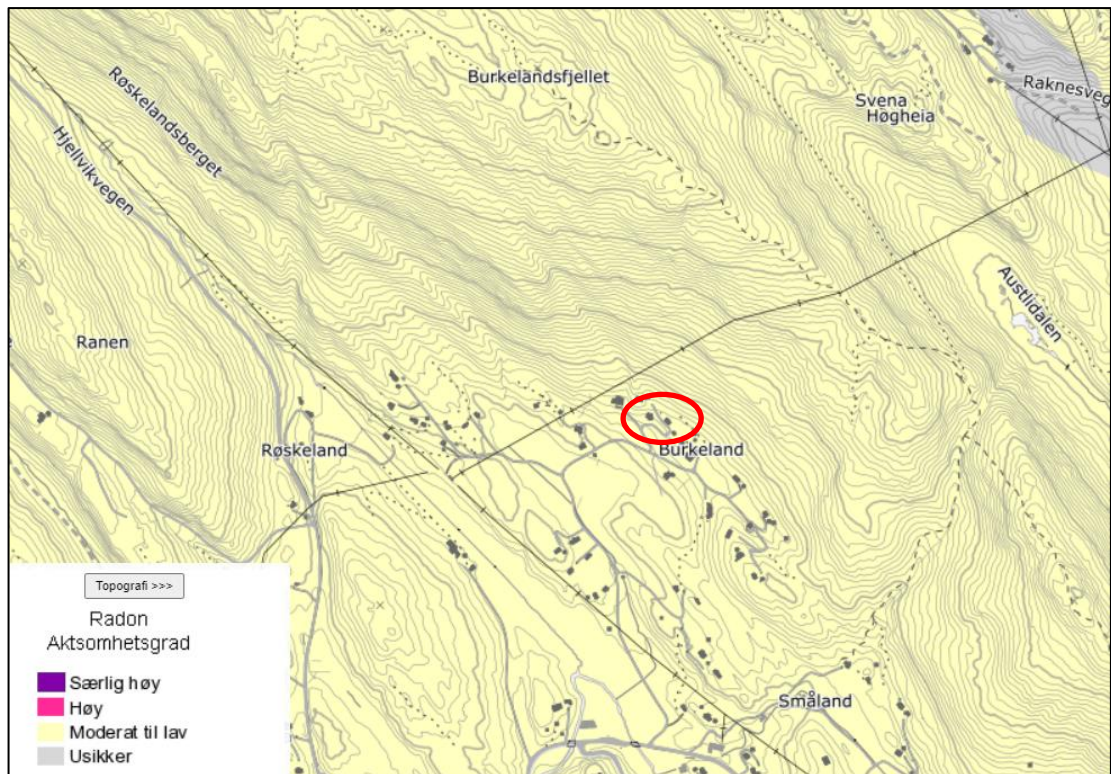 Burkelandsfjellet
Røskelandsberget
Hjellvikvegen
Svena
Høgheia
Raknesveg
Austlidalen
Ranen
Røskeland
Burkeland
Småland
Topografi >>>
Radon
Aktsomhetsgrad
Særlig høy
Høy
Moderat til lav
Usikker